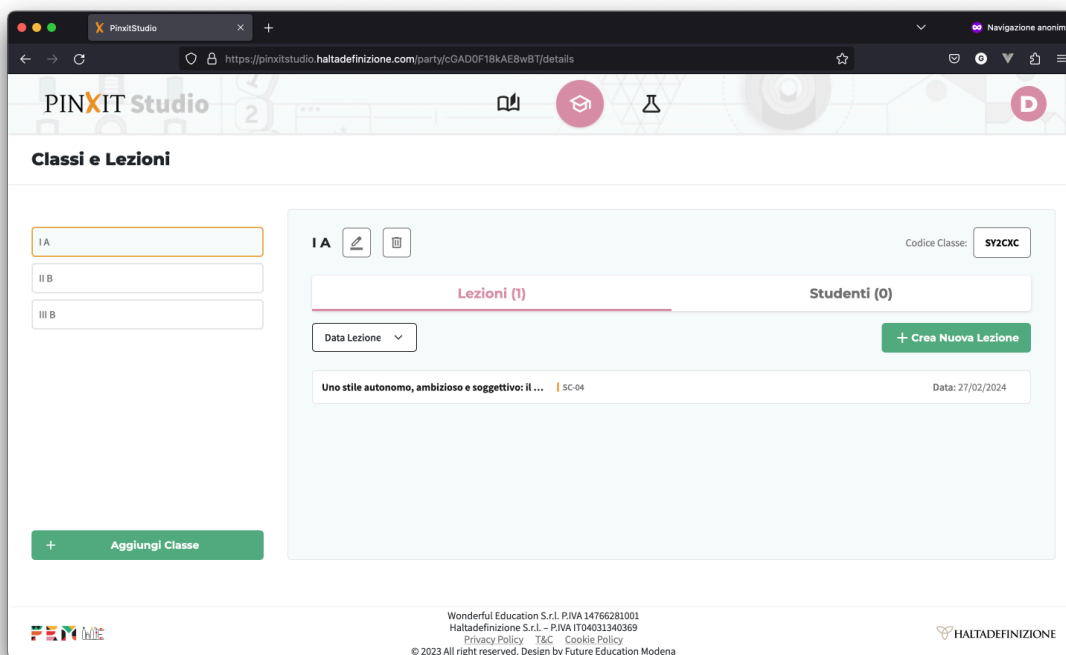 PinxitStudio
Navigazione anonim
https://pinxitstudio.haltadefinizione.com/party/cGAD0F18kAE8wBT/details
PINXIT Studio
D
Classi e Lezioni
I A
II B
III B
Aggiungi Classe
I A
Codice Classe: SY2CXC
Lezioni (1)
Studenti (0)
Data Lezione
Crea Nuova Lezione
Uno stile autonomo, ambizioso e soggettivo: il ... SC-04 Data: 27/02/2024
FEM WE
Wonderful Education S.r.l. P.IVA 14766281001
Haltadefinizione S.r.l. – P.IVA IT04031340369
Privacy Policy T&C Cookie Policy
© 2023 All right reserved. Design by Future Education Modena
HALTADEFINIZIONE